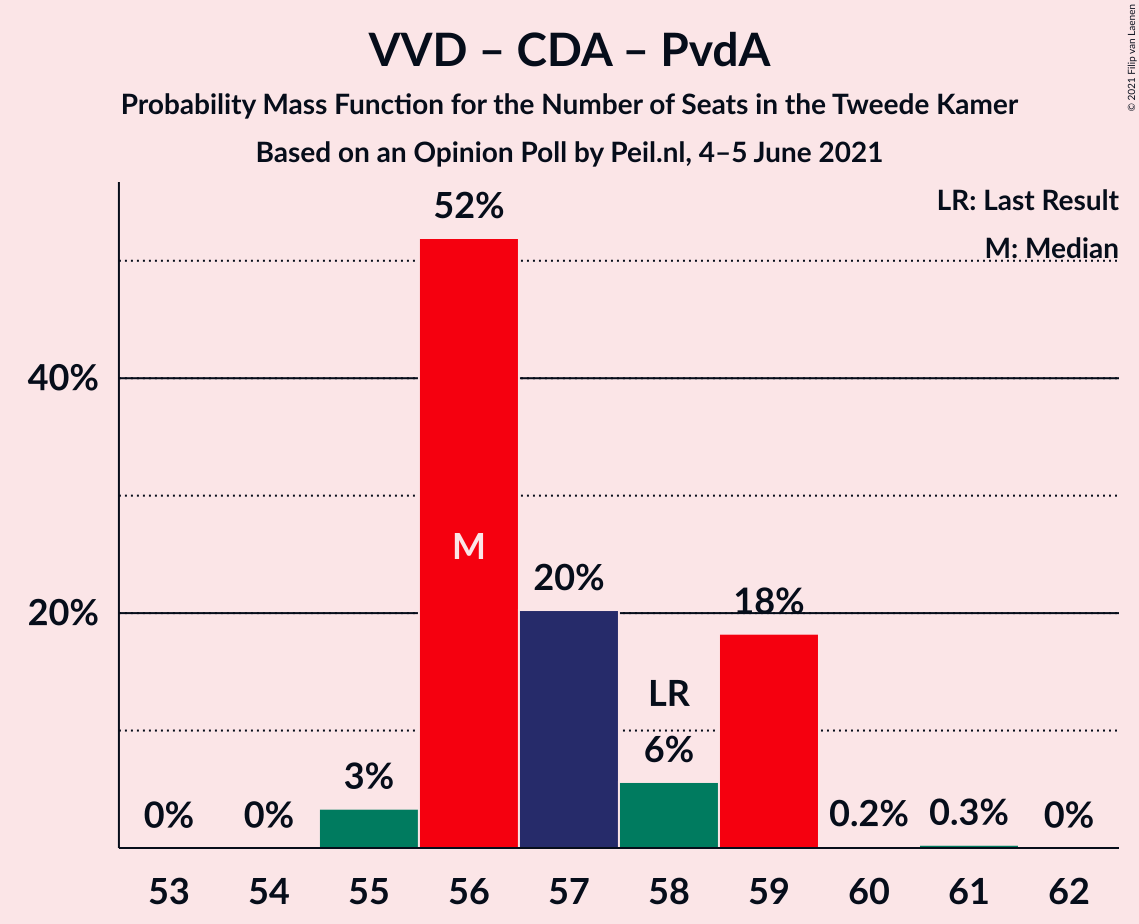 VVD – CDA – PvdA
Probability Mass Function for the Number of Seats in the Tweede Kamer
Based on an Opinion Poll by Peil.nl, 4–5 June 2021
© 2021 Filip van Laenen
LR: Last Result
M: Median
52%
40%
M
20%
20%
18%
LR
6%
3%
0%
0%
0.2%
0.3%
0%
53 54 55 56 57 58 59 60 61 62